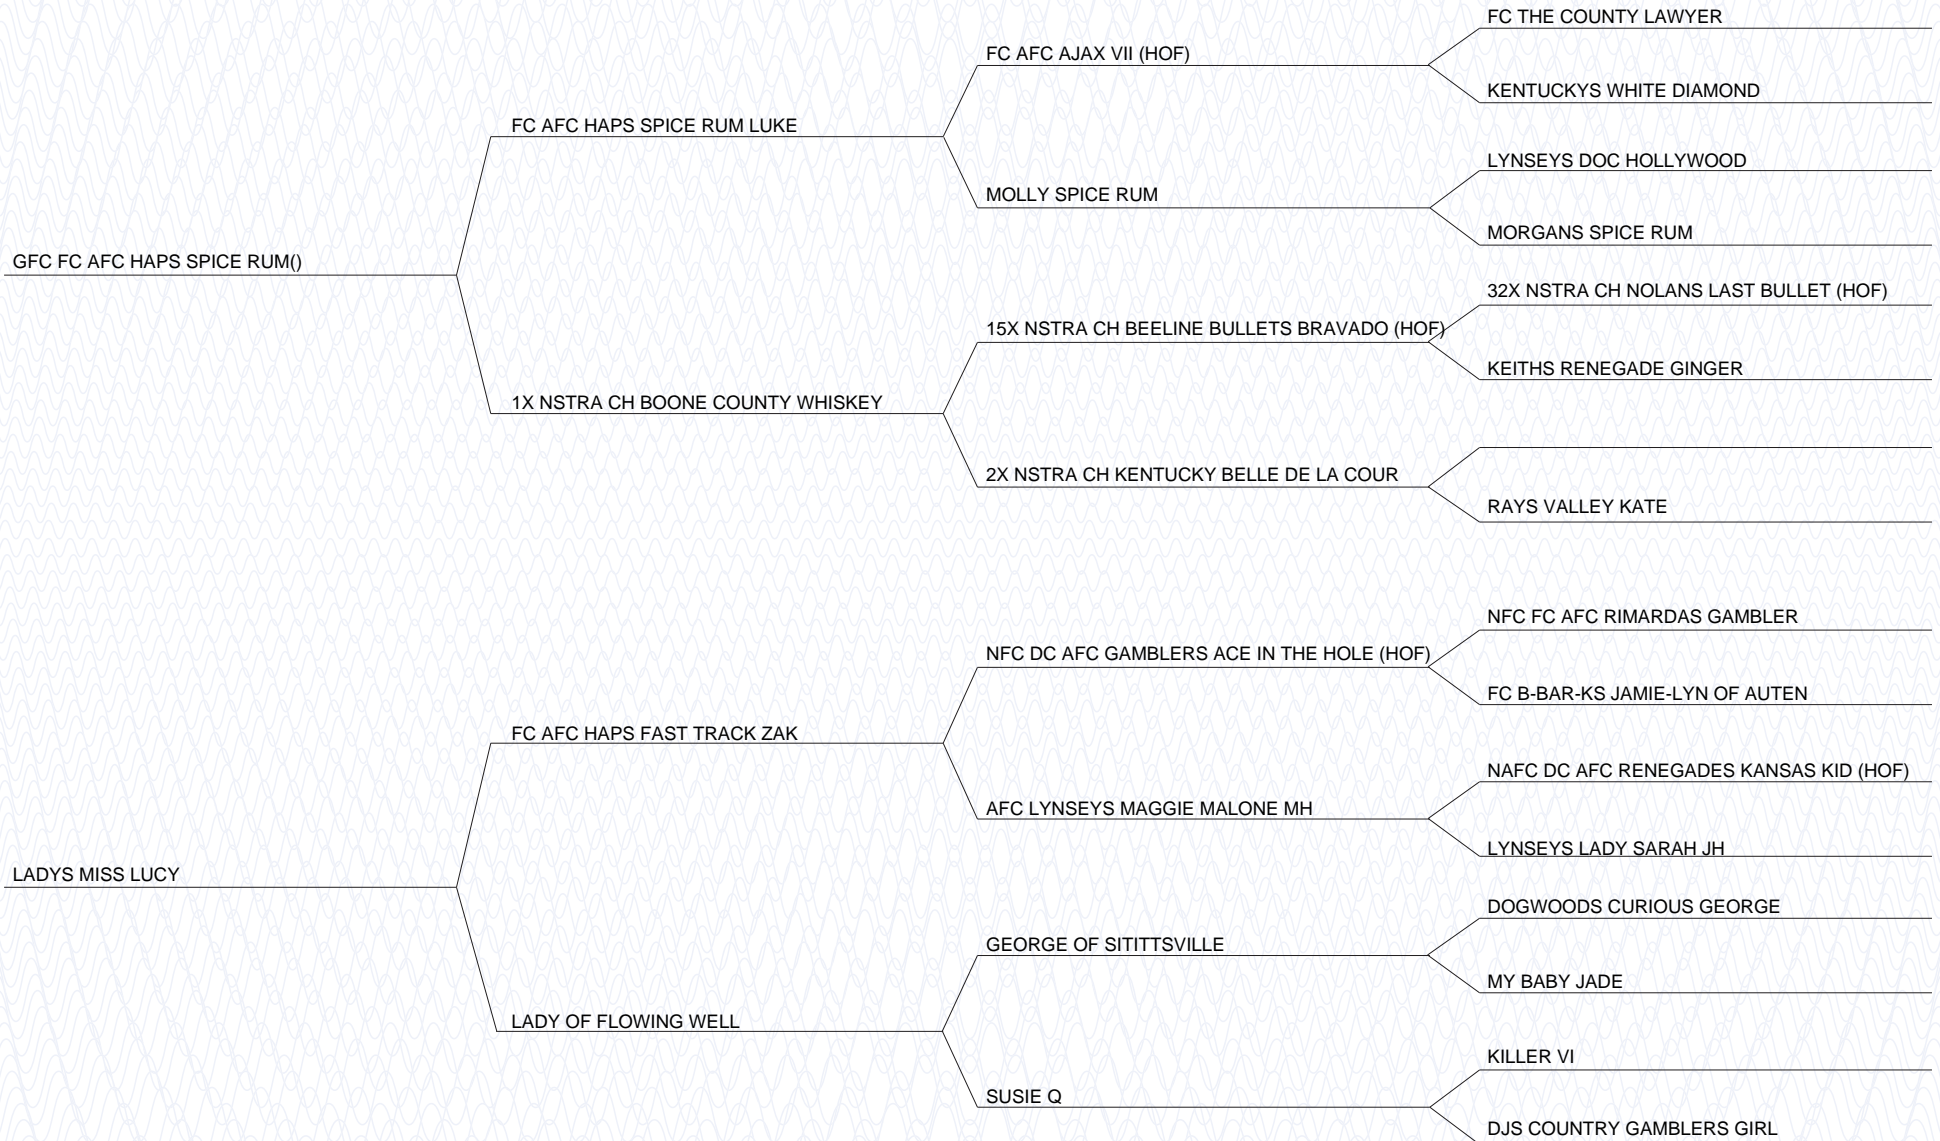 FC THE COUNTY LAWYER
FC AFC AJAX VII (HOF)
KENTUCKYS WHITE DIAMOND
FC AFC HAPS SPICE RUM LUKE
LYNSEYS DOC HOLLYWOOD
MOLLY SPICE RUM
MORGANS SPICE RUM
GFC FC AFC HAPS SPICE RUM()
32X NSTRA CH NOLANS LAST BULLET (HOF)
15X NSTRA CH BEELINE BULLETS BRAVADO (HOF)
KEITHS RENEGADE GINGER
1X NSTRA CH BOONE COUNTY WHISKEY
2X NSTRA CH KENTUCKY BELLE DE LA COUR
RAYS VALLEY KATE
NFC FC AFC RIMARDAS GAMBLER
NFC DC AFC GAMBLERS ACE IN THE HOLE (HOF)
FC B-BAR-KS JAMIE-LYN OF AUTEN
FC AFC HAPS FAST TRACK ZAK
NAFC DC AFC RENEGADES KANSAS KID (HOF)
AFC LYNSEYS MAGGIE MALONE MH
LYNSEYS LADY SARAH JH
LADYS MISS LUCY
DOGWOODS CURIOUS GEORGE
GEORGE OF SITITTSVILLE
MY BABY JADE
LADY OF FLOWING WELL
KILLER VI
SUSIE Q
DJS COUNTRY GAMBLERS GIRL